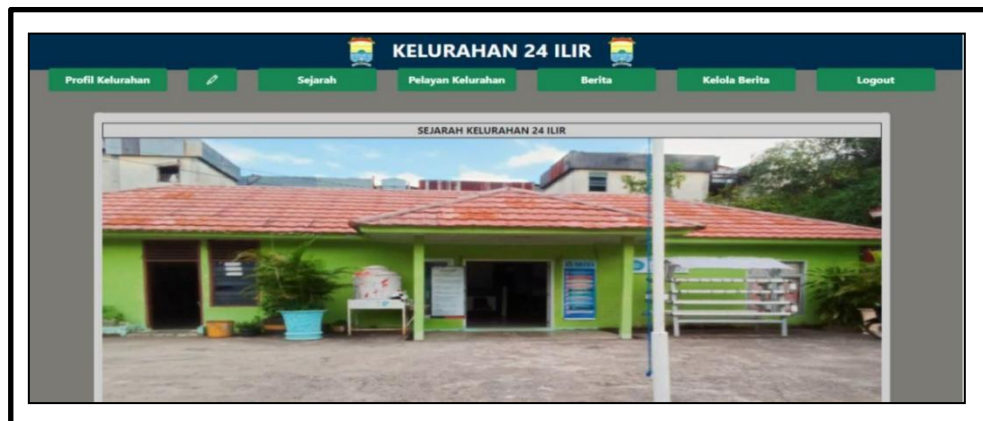 KELURAHAN 24 ILIR
Profil Kelurahan Sejarah Pelayan Kelurahan Berita Kelola Berita Logout
SEJARAH KELURAHAN 24 ILIR